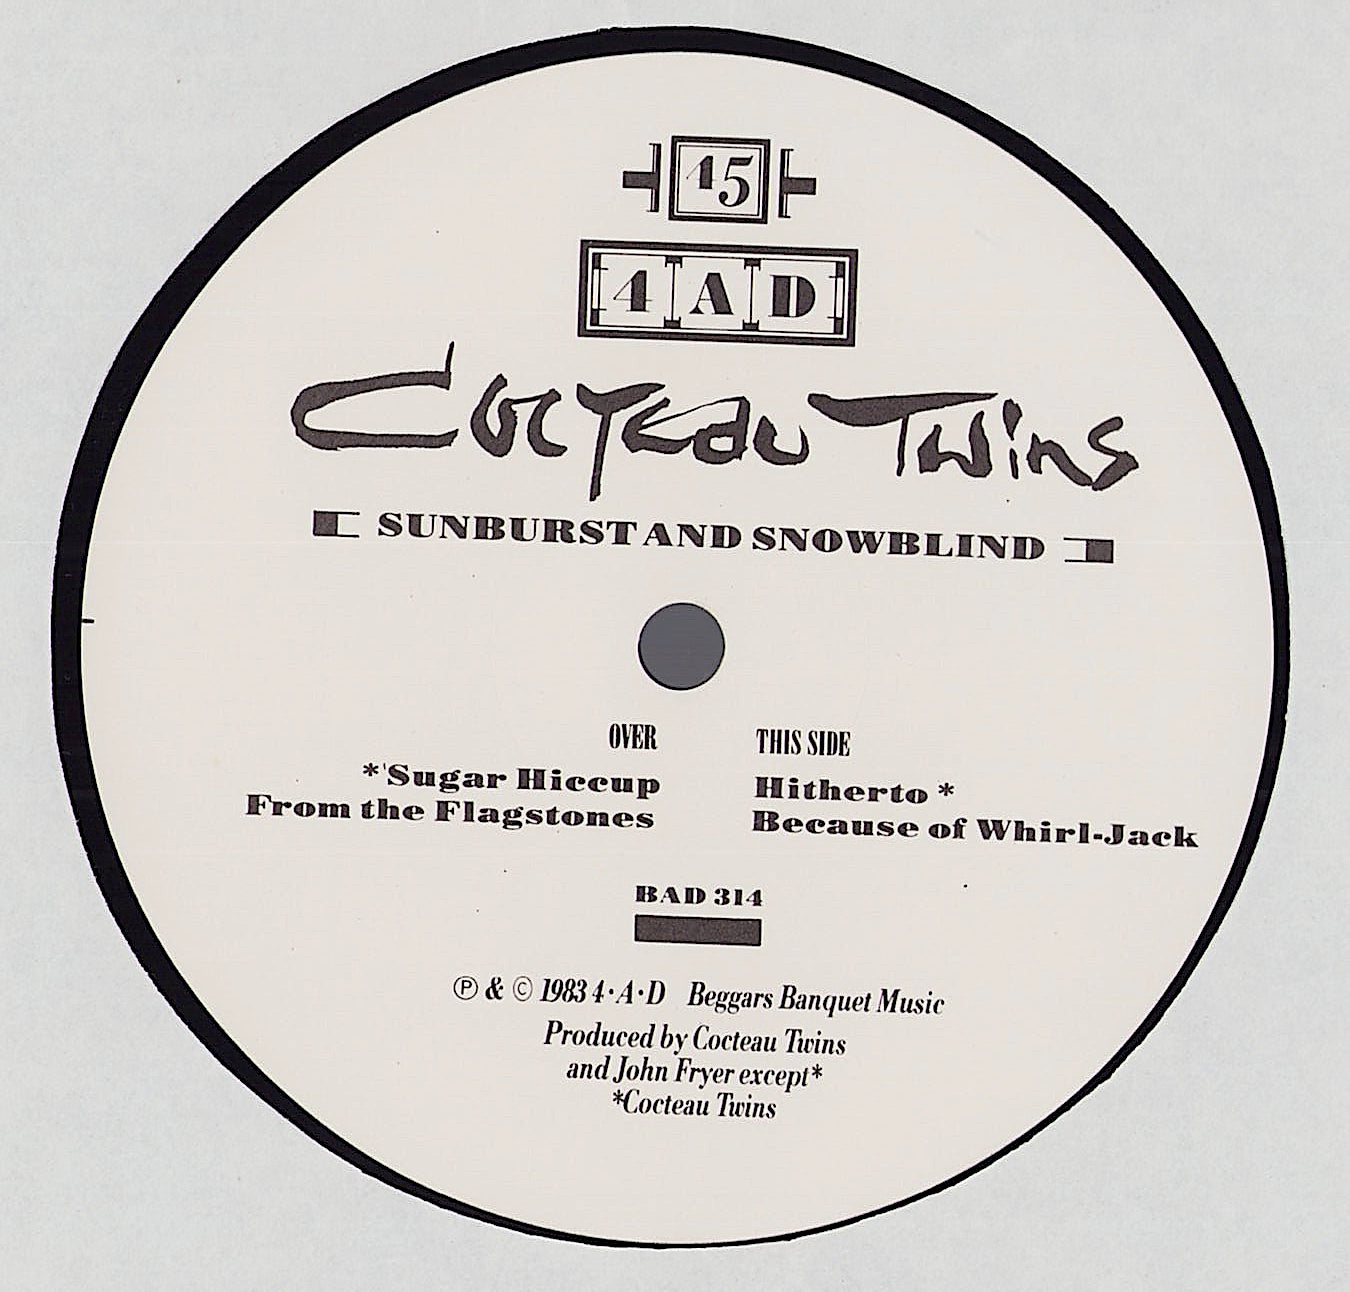 45
4 A D
Cocteau Twins
SUNBURST AND SNOWBLIND
OVER
*Sugar Hiccup
From the Flagstones
THIS SIDE
Hitherto *
Because of Whirl-Jack
BAD 314
℗ & © 1983 4·A·D Beggars Banquet Music
Produced by Cocteau Twins
and John Fryer except*
*Cocteau Twins